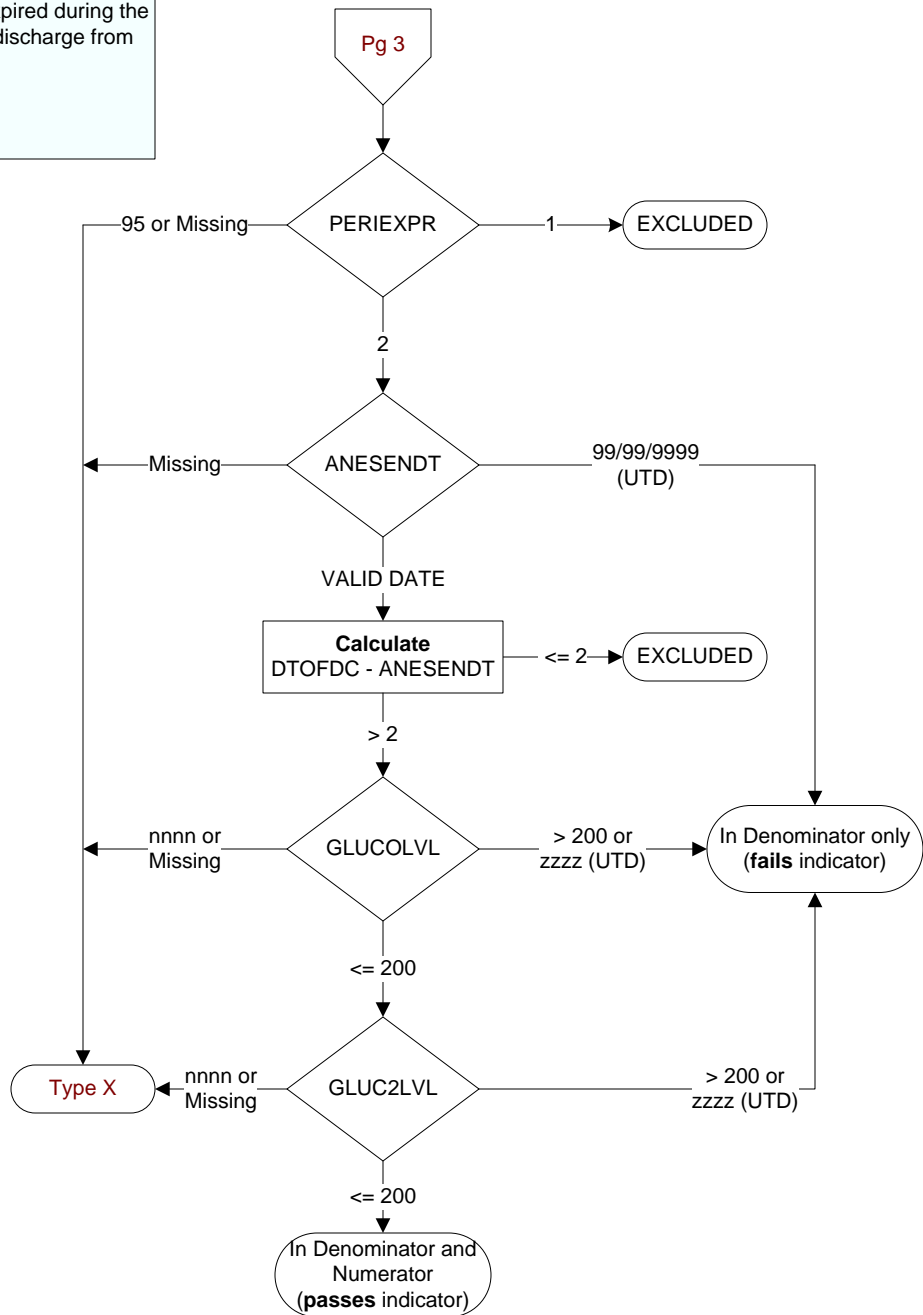 pired during the
discharge from
Pg 3
95 or Missing
PERIEXPR
1
EXCLUDED
2
Missing
ANESENDT
99/99/9999
(UTD)
VALID DATE
Calculate
DTOFDC - ANESENDT
<= 2
EXCLUDED
> 2
nnnn or
Missing
GLUCOLVL
> 200 or
zzzz (UTD)
In Denominator only
(fails indicator)
<= 200
Type X
nnnn or
Missing
GLUC2LVL
> 200 or
zzzz (UTD)
<= 200
In Denominator and
Numerator
(passes indicator)